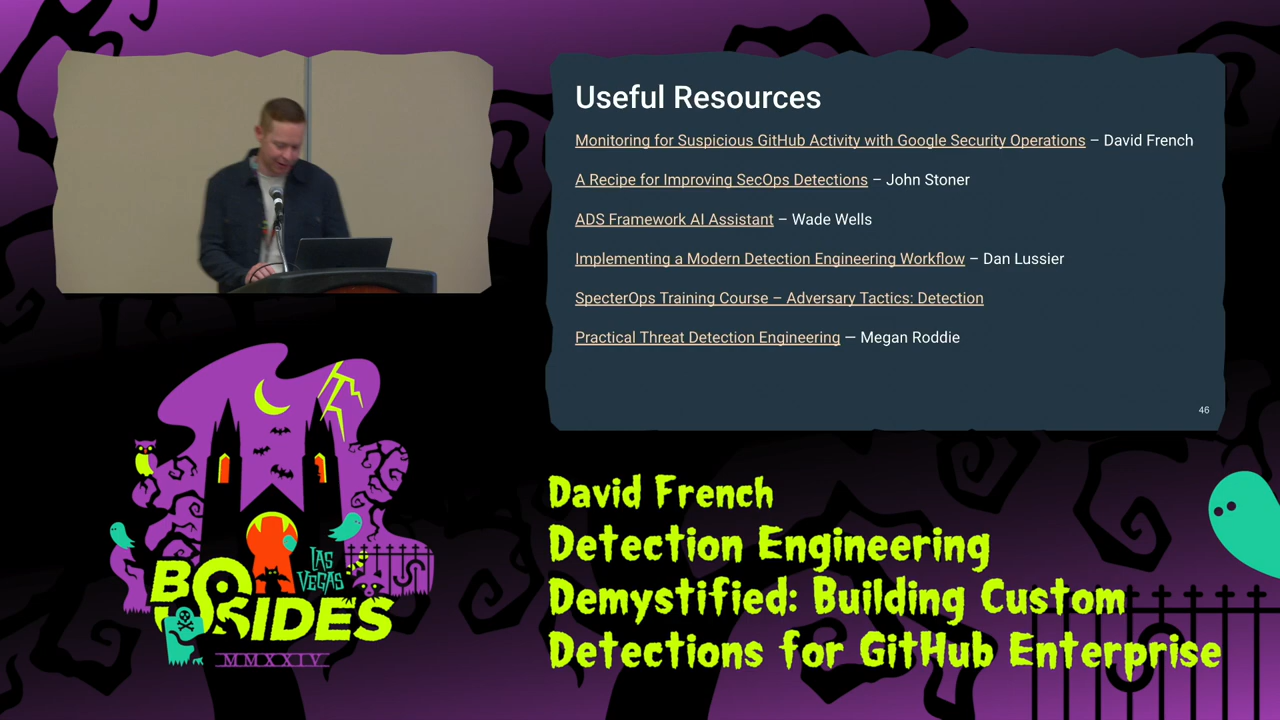 Useful Resources
Monitoring for Suspicious GitHub Activity with Google Security Operations – David French
A Recipe for Improving SecOps Detections – John Stoner
ADS Framework AI Assistant – Wade Wells
Implementing a Modern Detection Engineering Workflow – Dan Lussier
SpecterOps Training Course – Adversary Tactics: Detection
Practical Threat Detection Engineering — Megan Roddie
46
David French
Detection Engineering
Demystified: Building Custom
Detections for GitHub Enterprise
LAS
VEGAS
BSIDES
MMXXIV